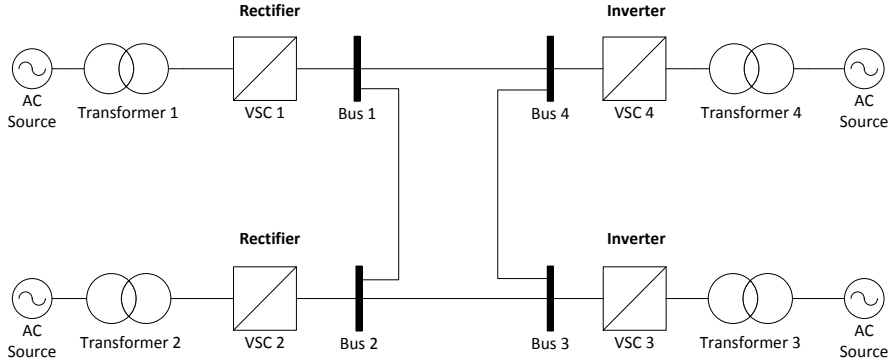 Rectifier
Inverter
AC
Source
Transformer 1
VSC 1
Bus 1
Bus 4
VSC 4
Transformer 4
AC
Source
Rectifier
Inverter
AC
Source
Transformer 2
VSC 2
Bus 2
Bus 3
VSC 3
Transformer 3
AC
Source